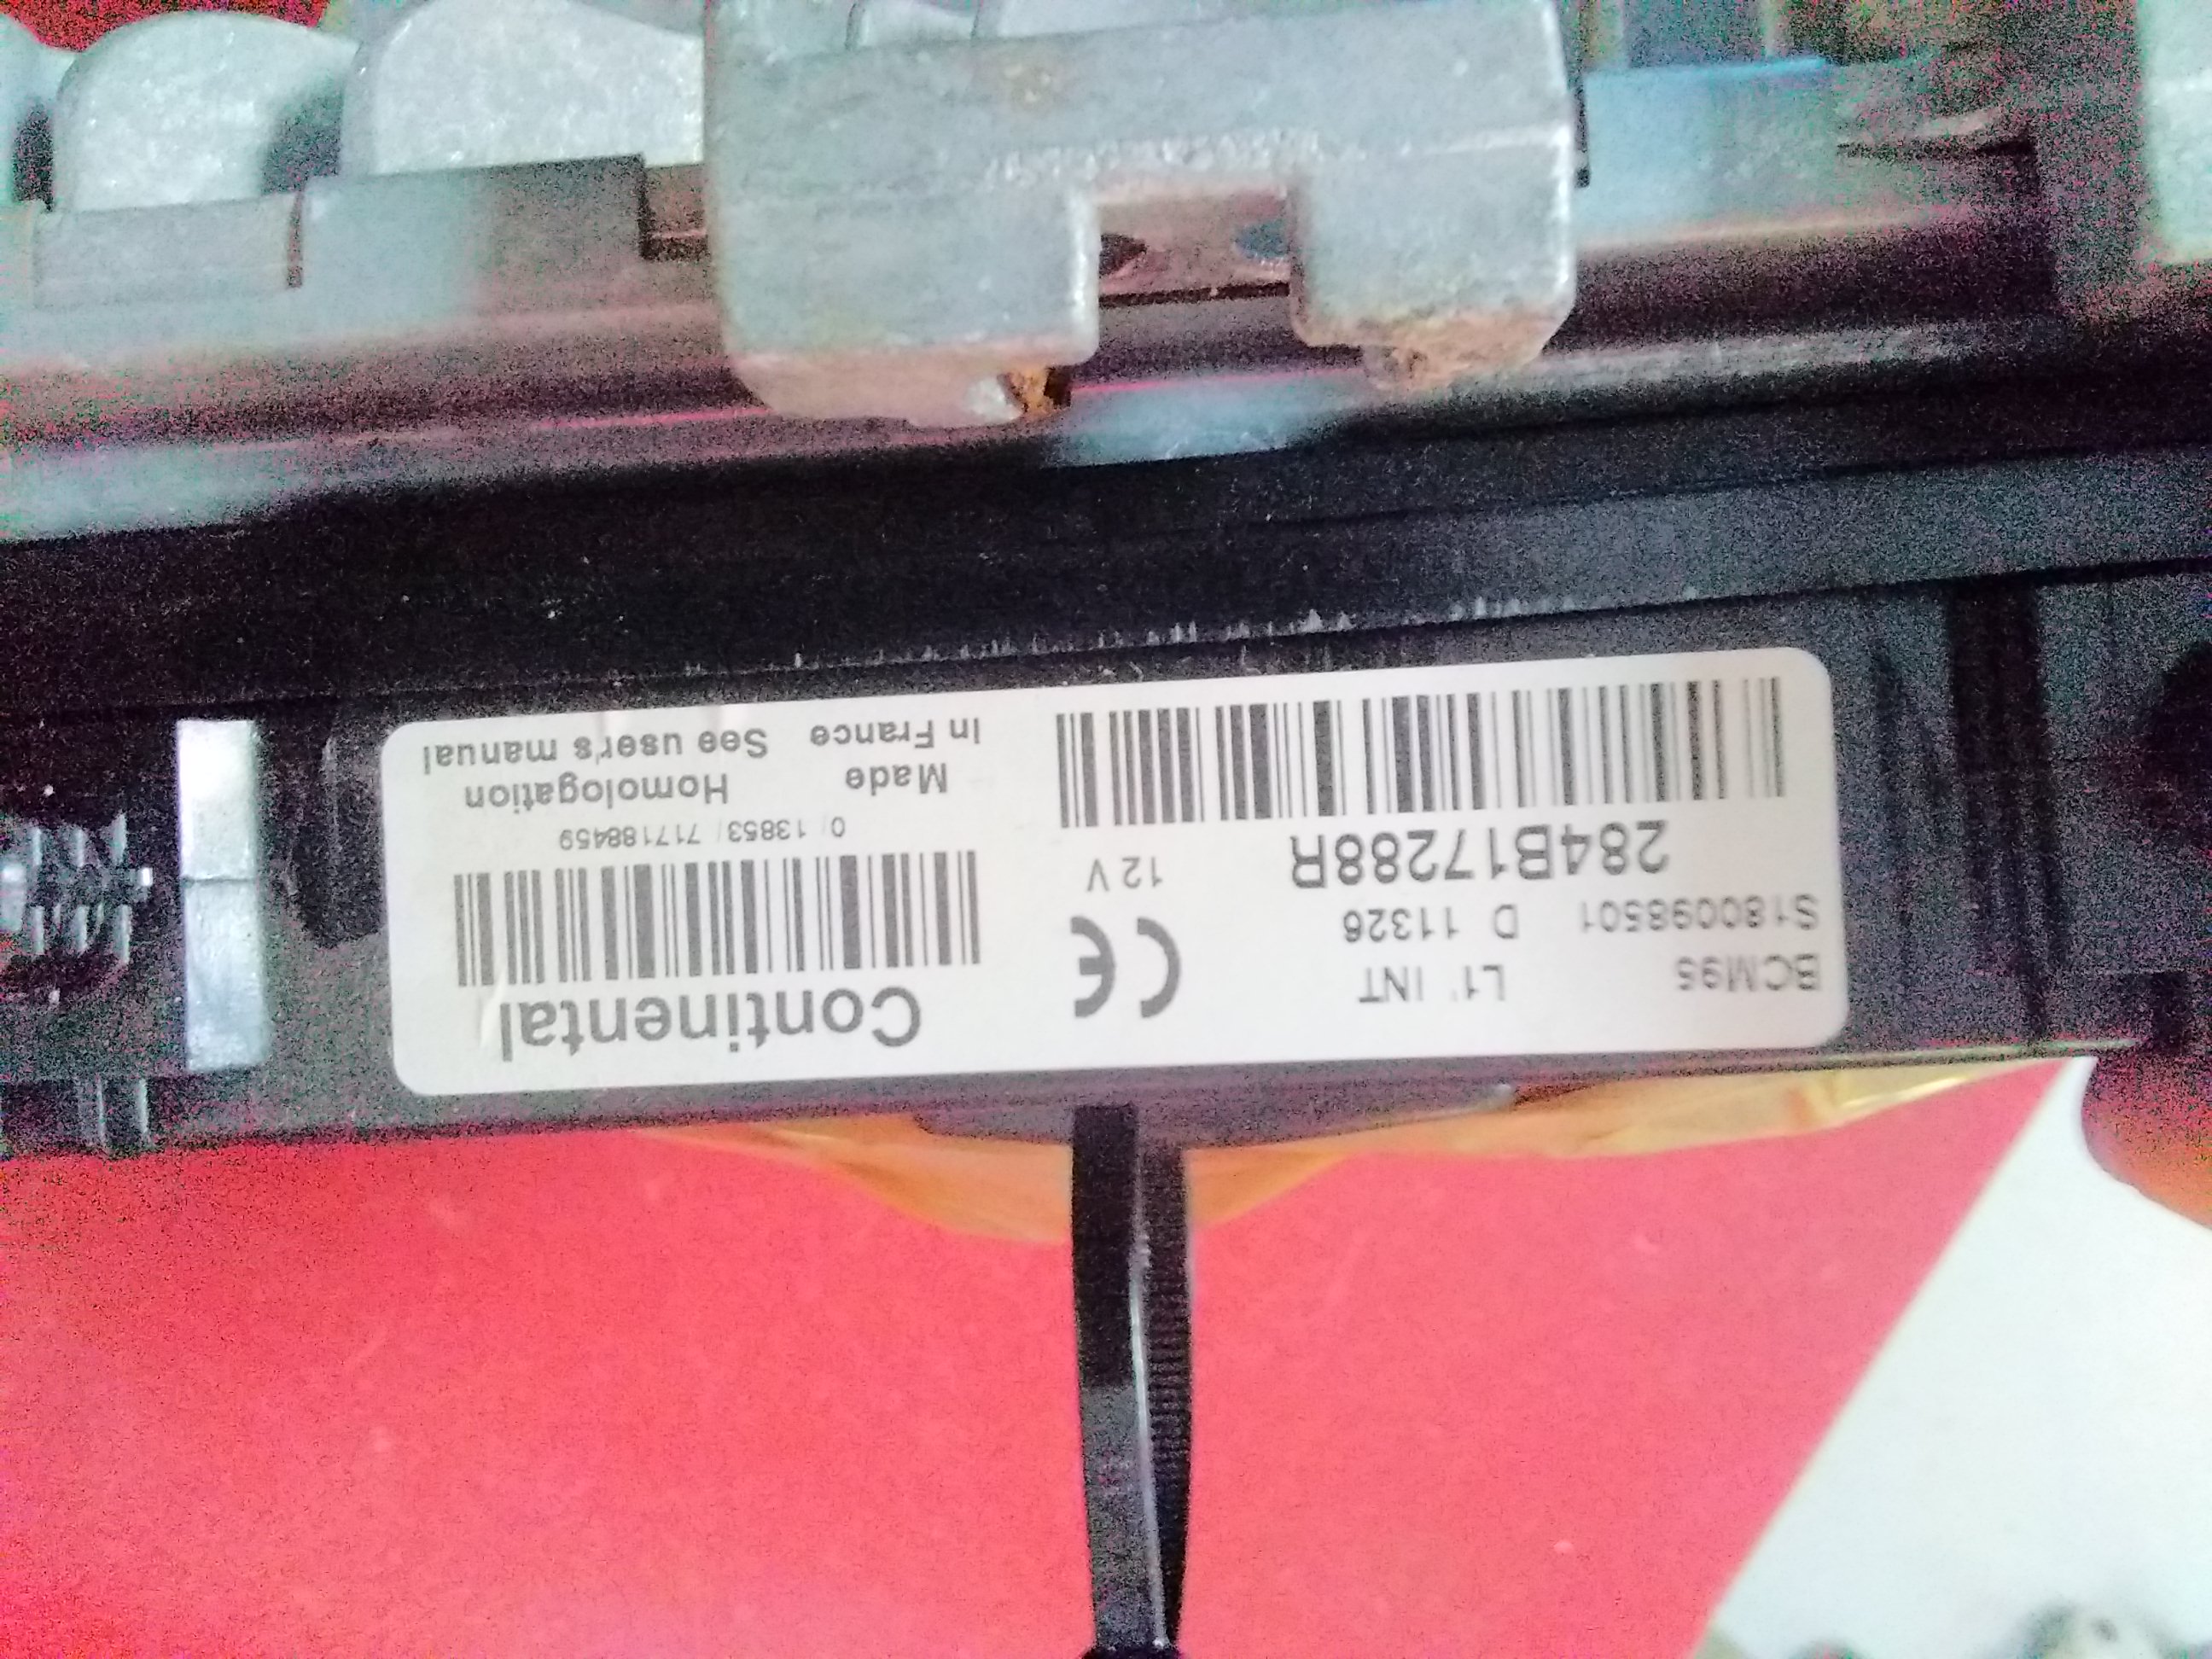 BCM95 L1' INT
S180098501 D 11326
284B17288R 12 V
CE
Continental
0/ 13853/ 717188459
Made Homologation
in France See user's manual